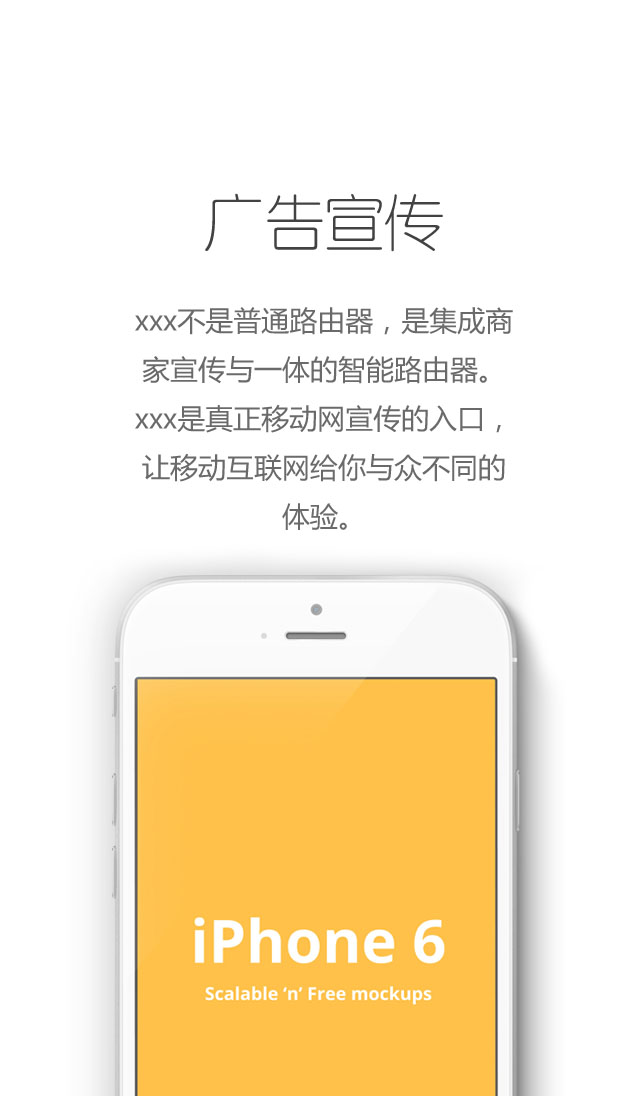 广告宣传
xxx不是普通路由器，是集成商
家宣传与一体的智能路由器。
xxx是真正移动网宣传的入口，
让移动互联网给你与众不同的
体验。
iPhone 6
Scalable ‘n’ Free mockups